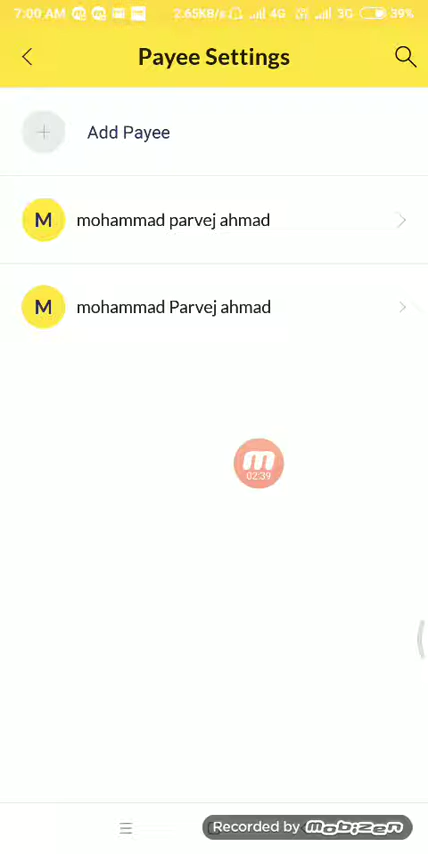 7:00 AM 2.65KB/s 4G 3G 39%
Payee Settings
Add Payee
M mohammad parvej ahmad
M mohammad Parvej ahmad
02:39
Recorded by mobizen